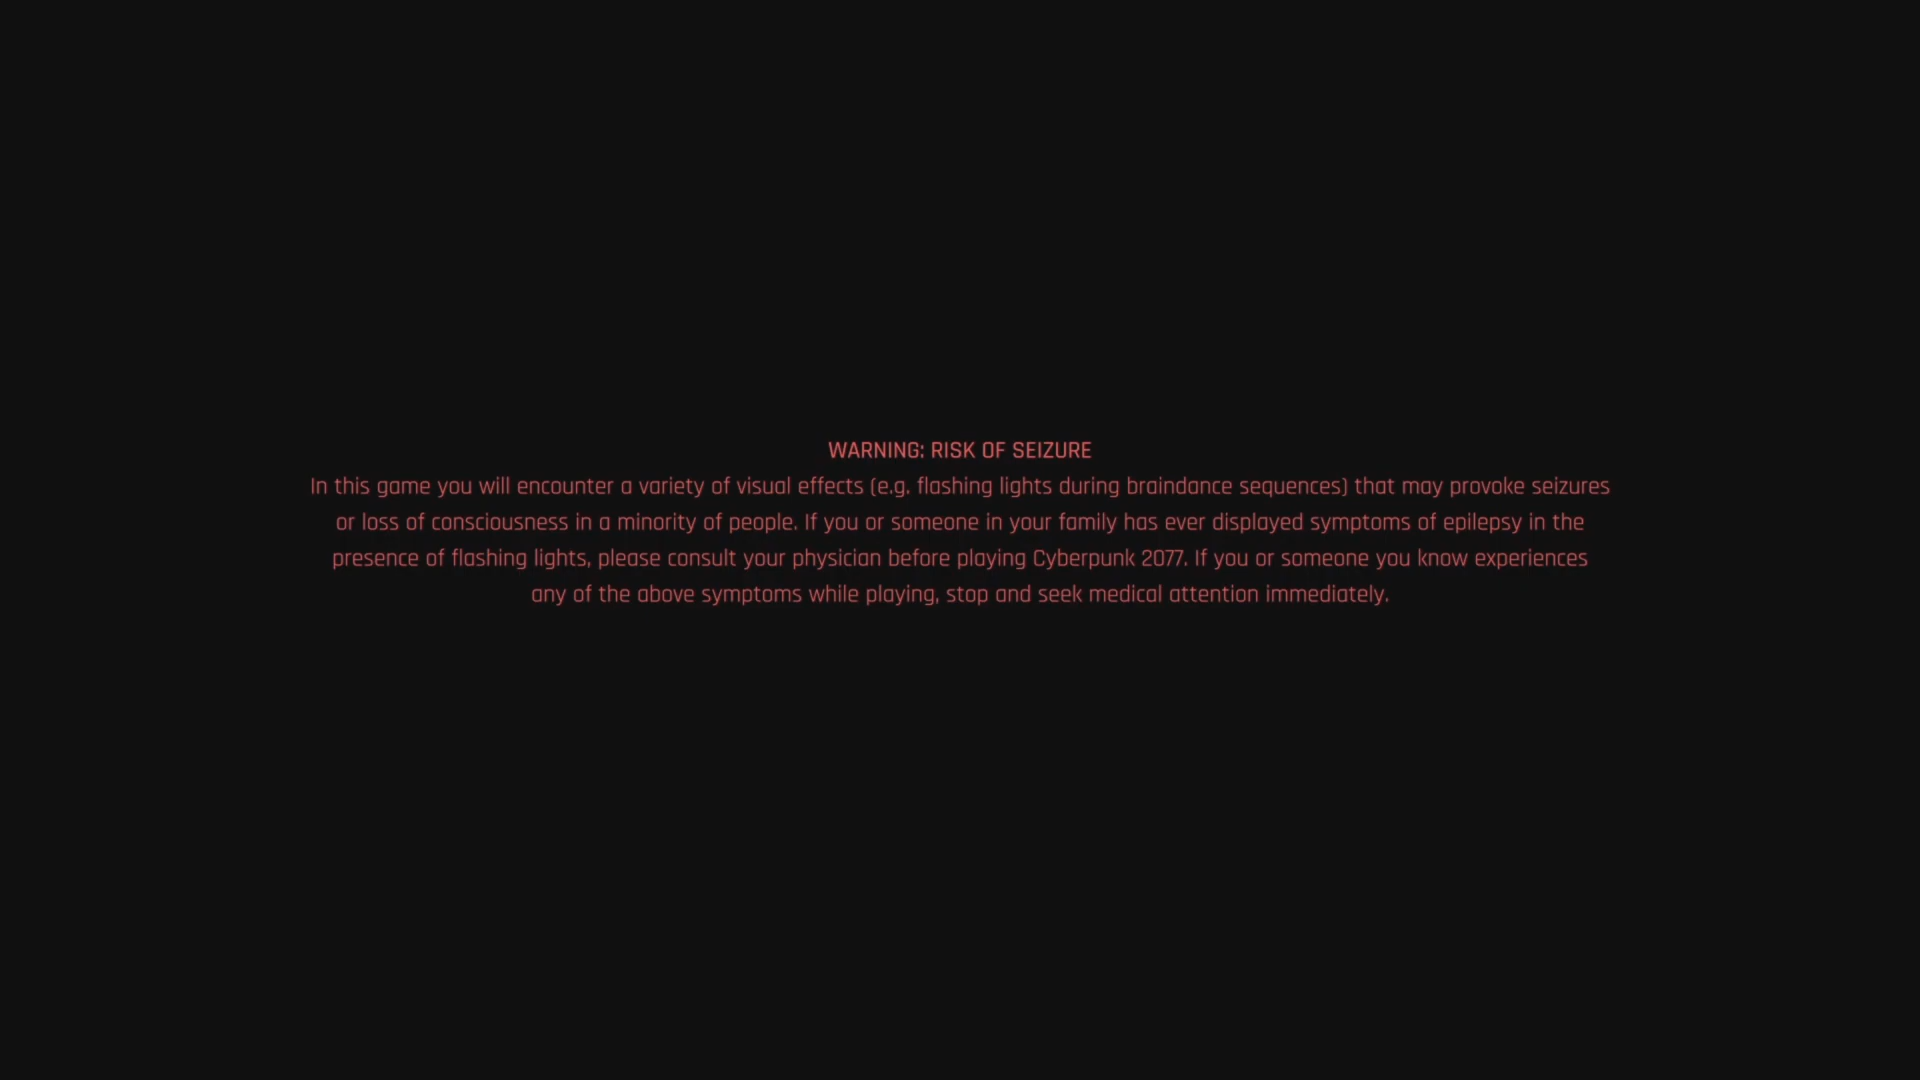 WARNING: RISK OF SEIZURE
In this game you will encounter a variety of visual effects (e.g. flashing lights during braindance sequences) that may provoke seizures
or loss of consciousness in a minority of people. If you or someone in your family has ever displayed symptoms of epilepsy in the
presence of flashing lights, please consult your physician before playing Cyberpunk 2077. If you or someone you know experiences
any of the above symptoms while playing, stop and seek medical attention immediately.